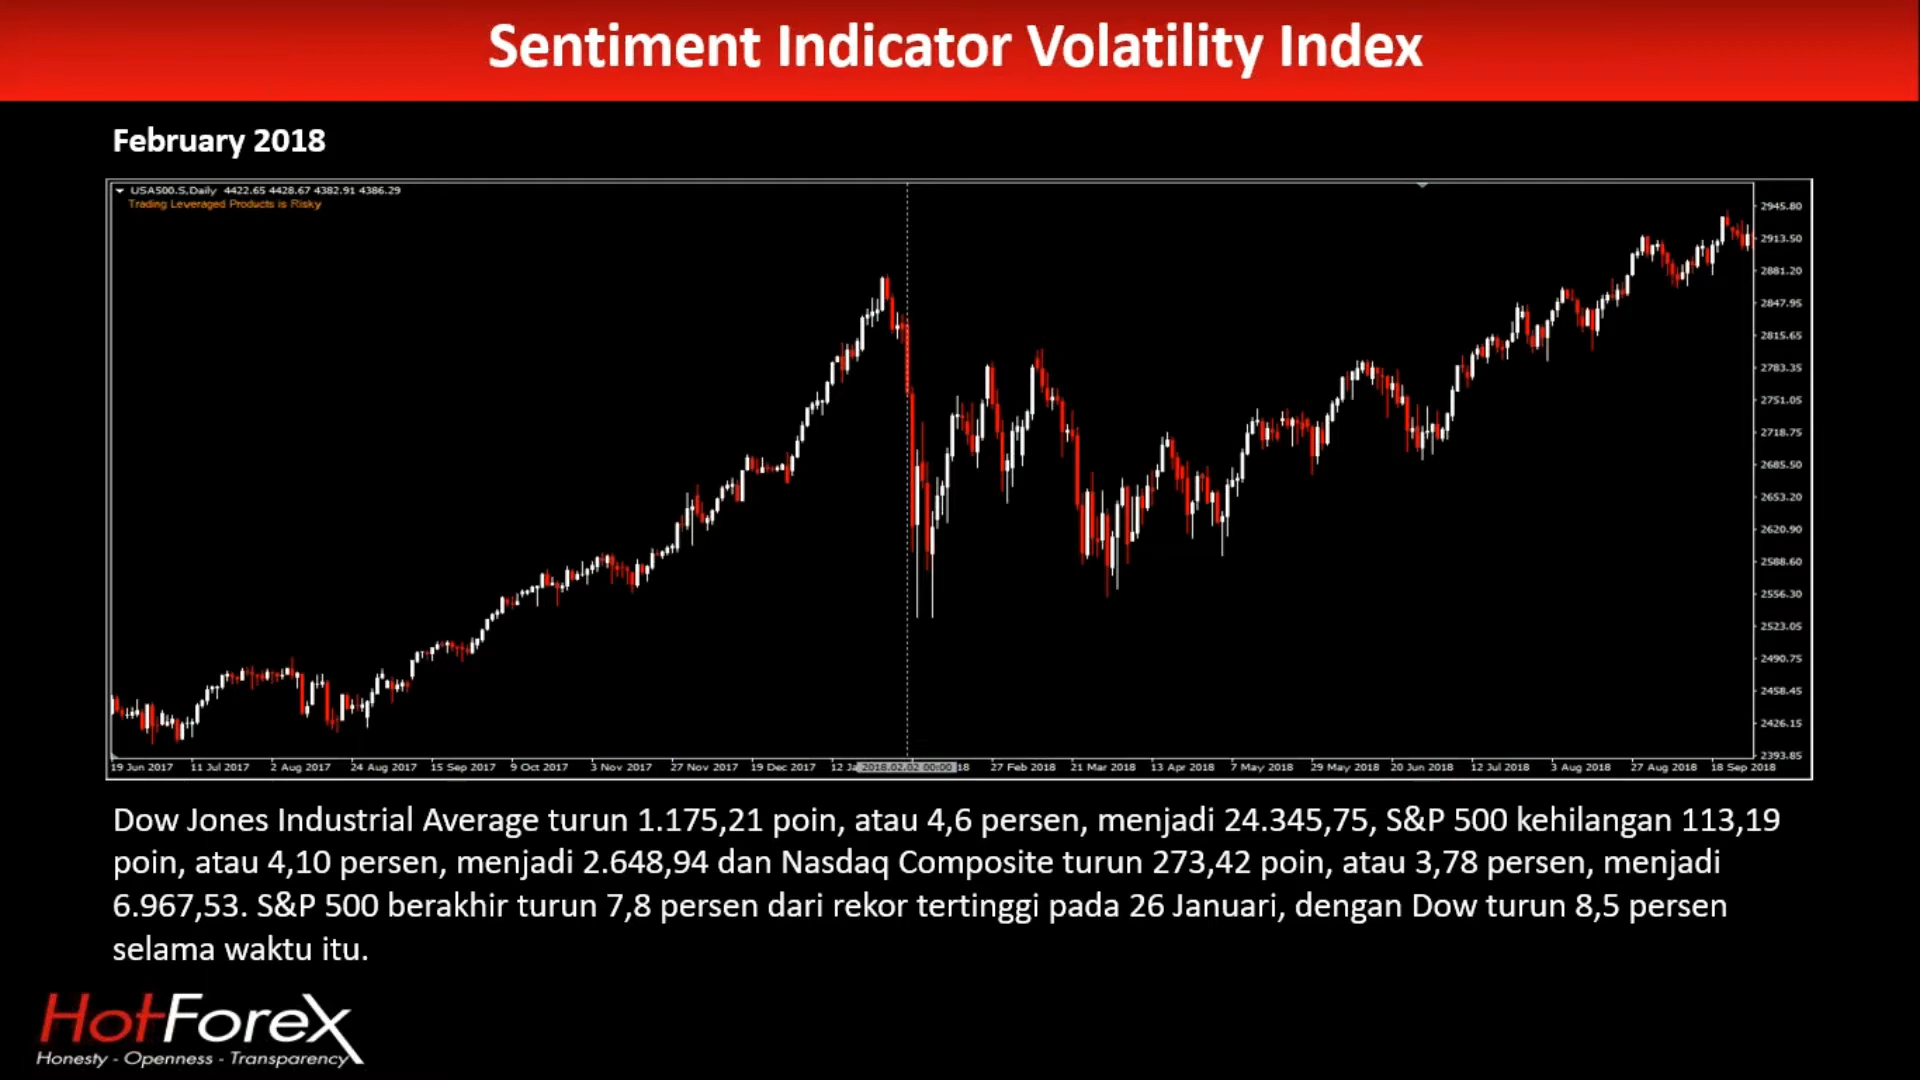 Sentiment Indicator Volatility Index
February 2018
USA500.S,Daily 4422.65 4428.67 4382.91 4386.29
Trading Leveraged Products is Risky
2945.80
2913.50
2881.20
2847.95
2815.65
2783.35
2751.05
2718.75
2685.50
2653.20
2620.90
2588.60
2556.30
2523.05
2490.75
2458.45
2426.15
2393.85
19 Jun 2017 11 Jul 2017 2 Aug 2017 24 Aug 2017 15 Sep 2017 9 Oct 2017 3 Nov 2017 27 Nov 2017 19 Dec 2017 12 Ja 2018.02.02 00:00 18 27 Feb 2018 21 Mar 2018 13 Apr 2018 7 May 2018 29 May 2018 20 Jun 2018 12 Jul 2018 3 Aug 2018 27 Aug 2018 18 Sep 2018
Dow Jones Industrial Average turun 1.175,21 poin, atau 4,6 persen, menjadi 24.345,75, S&P 500 kehilangan 113,19
poin, atau 4,10 persen, menjadi 2.648,94 dan Nasdaq Composite turun 273,42 poin, atau 3,78 persen, menjadi
6.967,53. S&P 500 berakhir turun 7,8 persen dari rekor tertinggi pada 26 Januari, dengan Dow turun 8,5 persen
selama waktu itu.
HotForex
Honesty - Openness - Transparency